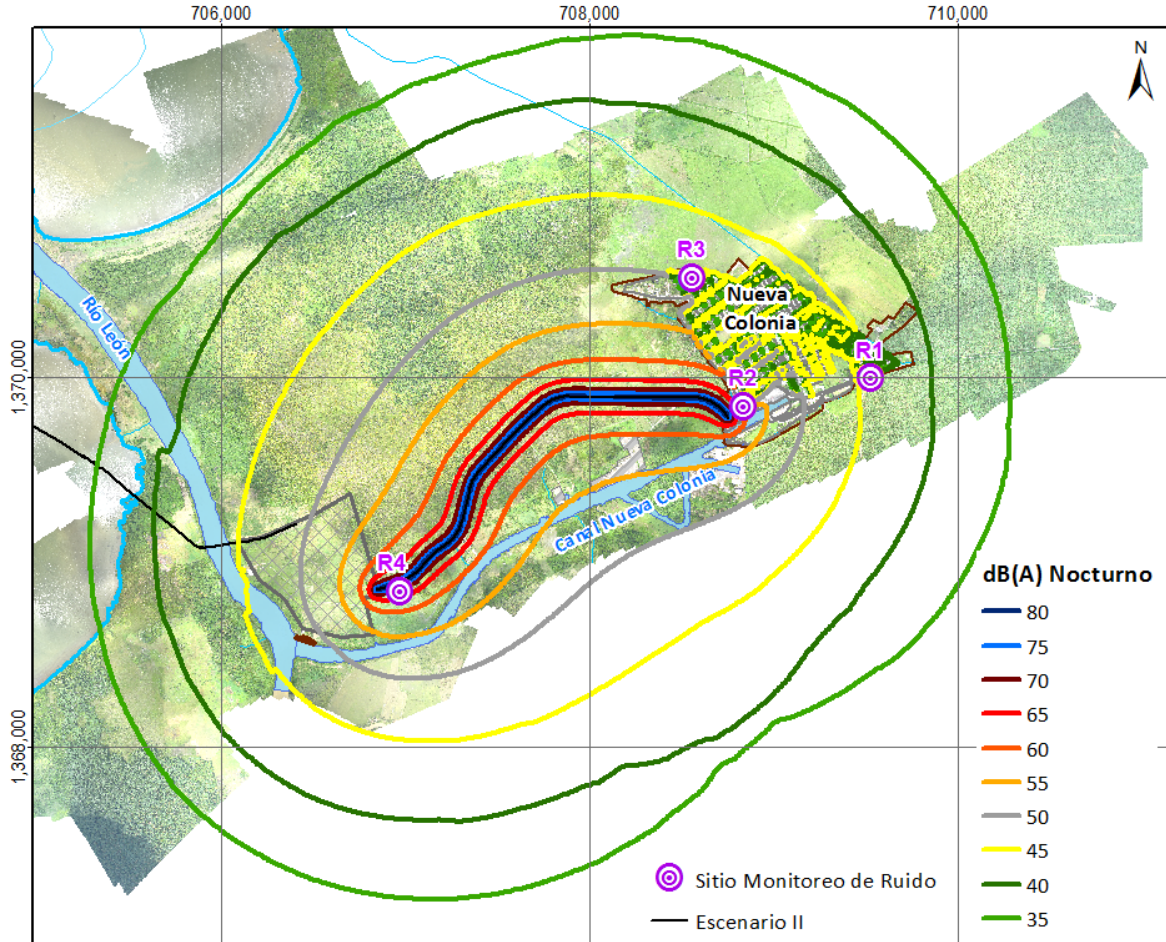 706,000
708,000
710,000
N
R3
Nueva
Colonia
R1
R2
Río León
1,370,000
Canal Nueva Colonia
R4
dB(A) Nocturno
80
75
70
65
60
55
50
45
40
35
1,368,000
Sitio Monitoreo de Ruido
Escenario II